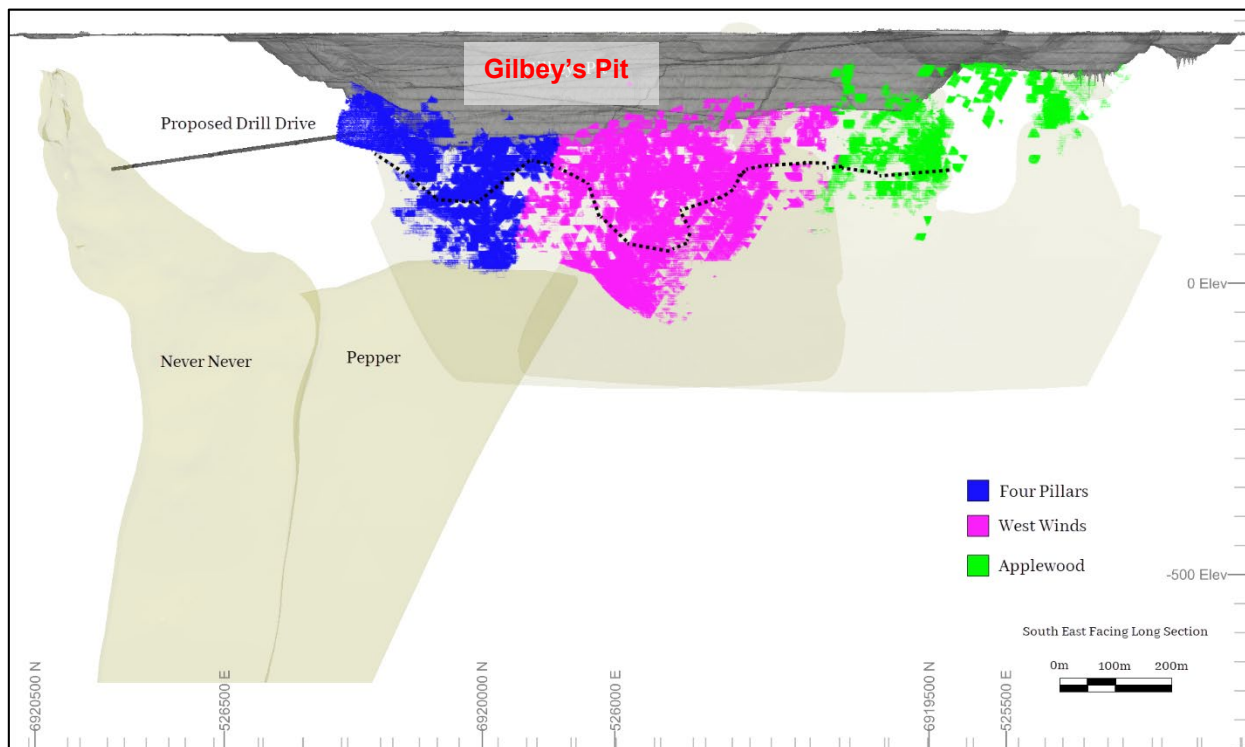 Gilbey's Pit
Proposed Drill Drive
0 Elev
Never Never
Pepper
Four Pillars
West Winds
Applewood
-500 Elev
South East Facing Long Section
0m 100m 200m
6920500 N
526500 E
6920000 N
526000 E
6919500 N
525500 E